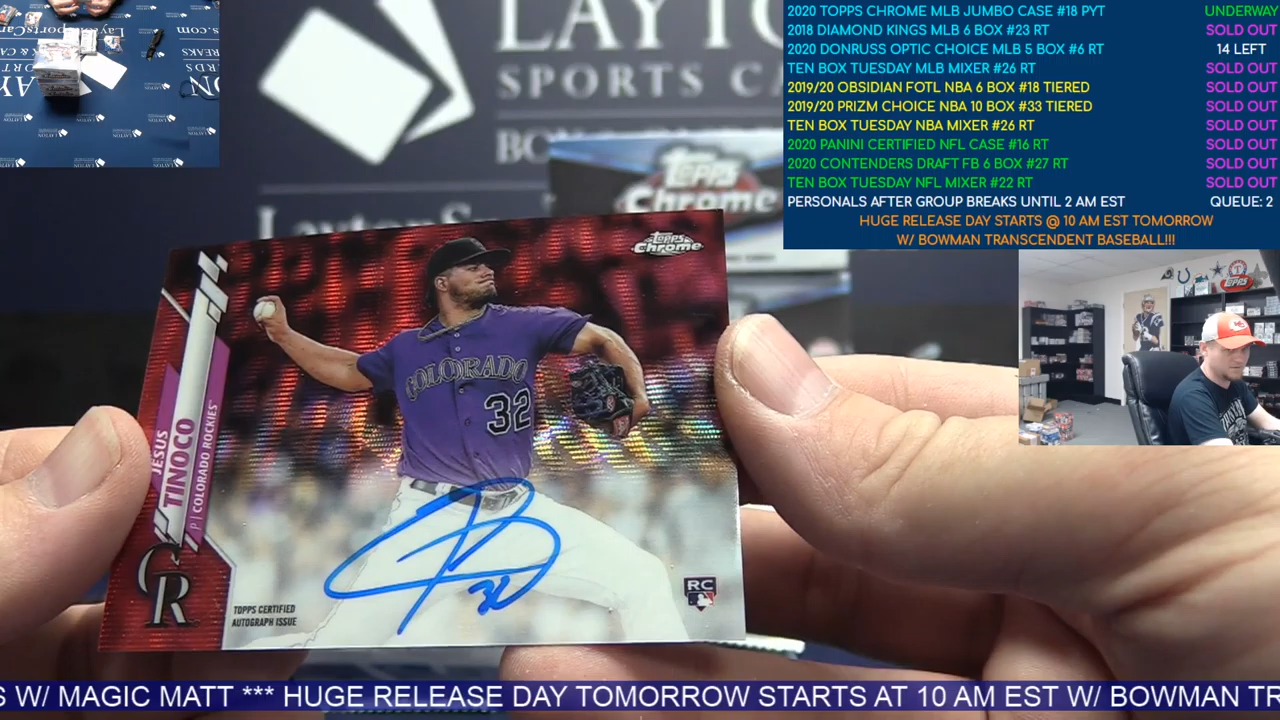 LAYTO
SPORTS CA
BO
LaytonS
Topps
Chrome
2020 TOPPS CHROME MLB JUMBO CASE #18 PYT UNDERWAY
2018 DIAMOND KINGS MLB 6 BOX #23 RT SOLD OUT
2020 DONRUSS OPTIC CHOICE MLB 5 BOX #6 RT 14 LEFT
TEN BOX TUESDAY MLB MIXER #26 RT SOLD OUT
2019/20 OBSIDIAN FOTL NBA 6 BOX #18 TIERED SOLD OUT
2019/20 PRIZM CHOICE NBA 10 BOX #33 TIERED SOLD OUT
TEN BOX TUESDAY NBA MIXER #26 RT SOLD OUT
2020 PANINI CERTIFIED NFL CASE #16 RT SOLD OUT
2020 CONTENDERS DRAFT FB 6 BOX #27 RT SOLD OUT
TEN BOX TUESDAY NFL MIXER #22 RT SOLD OUT
PERSONALS AFTER GROUP BREAKS UNTIL 2 AM EST QUEUE: 2
HUGE RELEASE DAY STARTS @ 10 AM EST TOMORROW
W/ BOWMAN TRANSCENDENT BASEBALL!!!
Topps
Chrome
COLORADO
32
JESUS
TINOCO
P | COLORADO ROCKIES™
CR
TOPPS CERTIFIED
AUTOGRAPH ISSUE
32
RC
Topps
S W/ MAGIC MATT *** HUGE RELEASE DAY TOMORROW STARTS AT 10 AM EST W/ BOWMAN TR